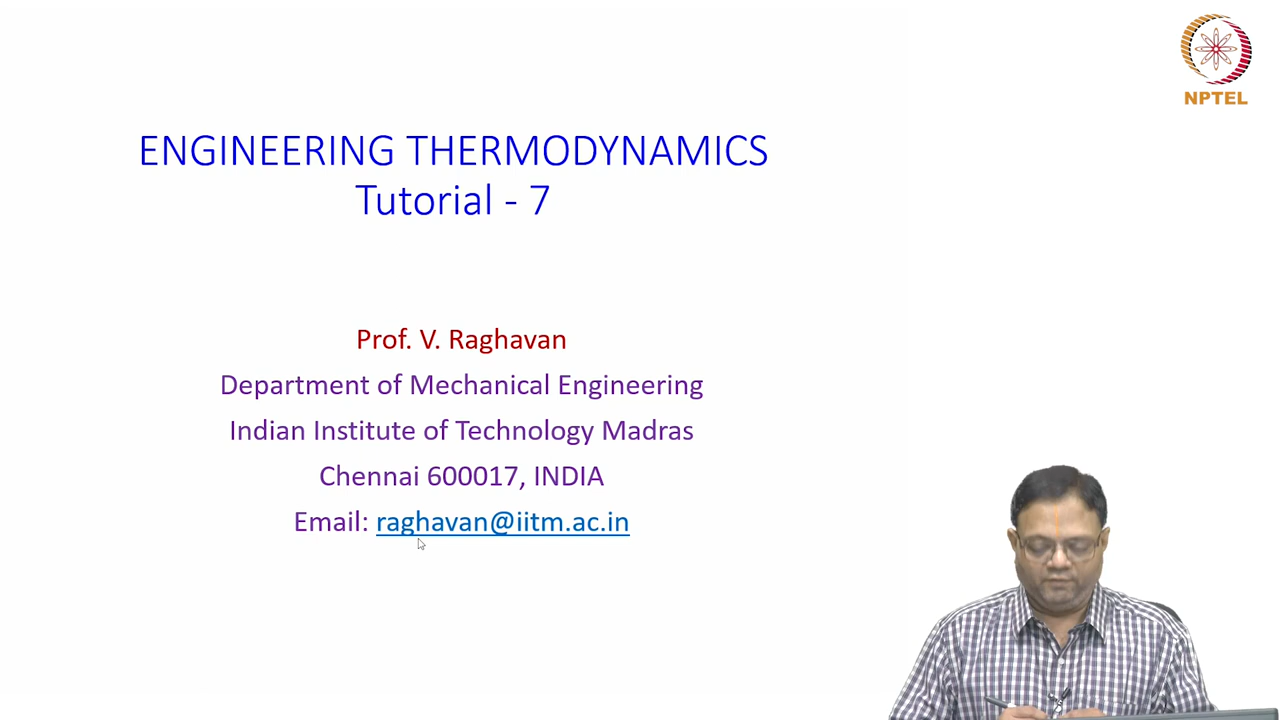 NPTEL
ENGINEERING THERMODYNAMICS
Tutorial - 7
Prof. V. Raghavan
Department of Mechanical Engineering
Indian Institute of Technology Madras
Chennai 600017, INDIA
Email: raghavan@iitm.ac.in